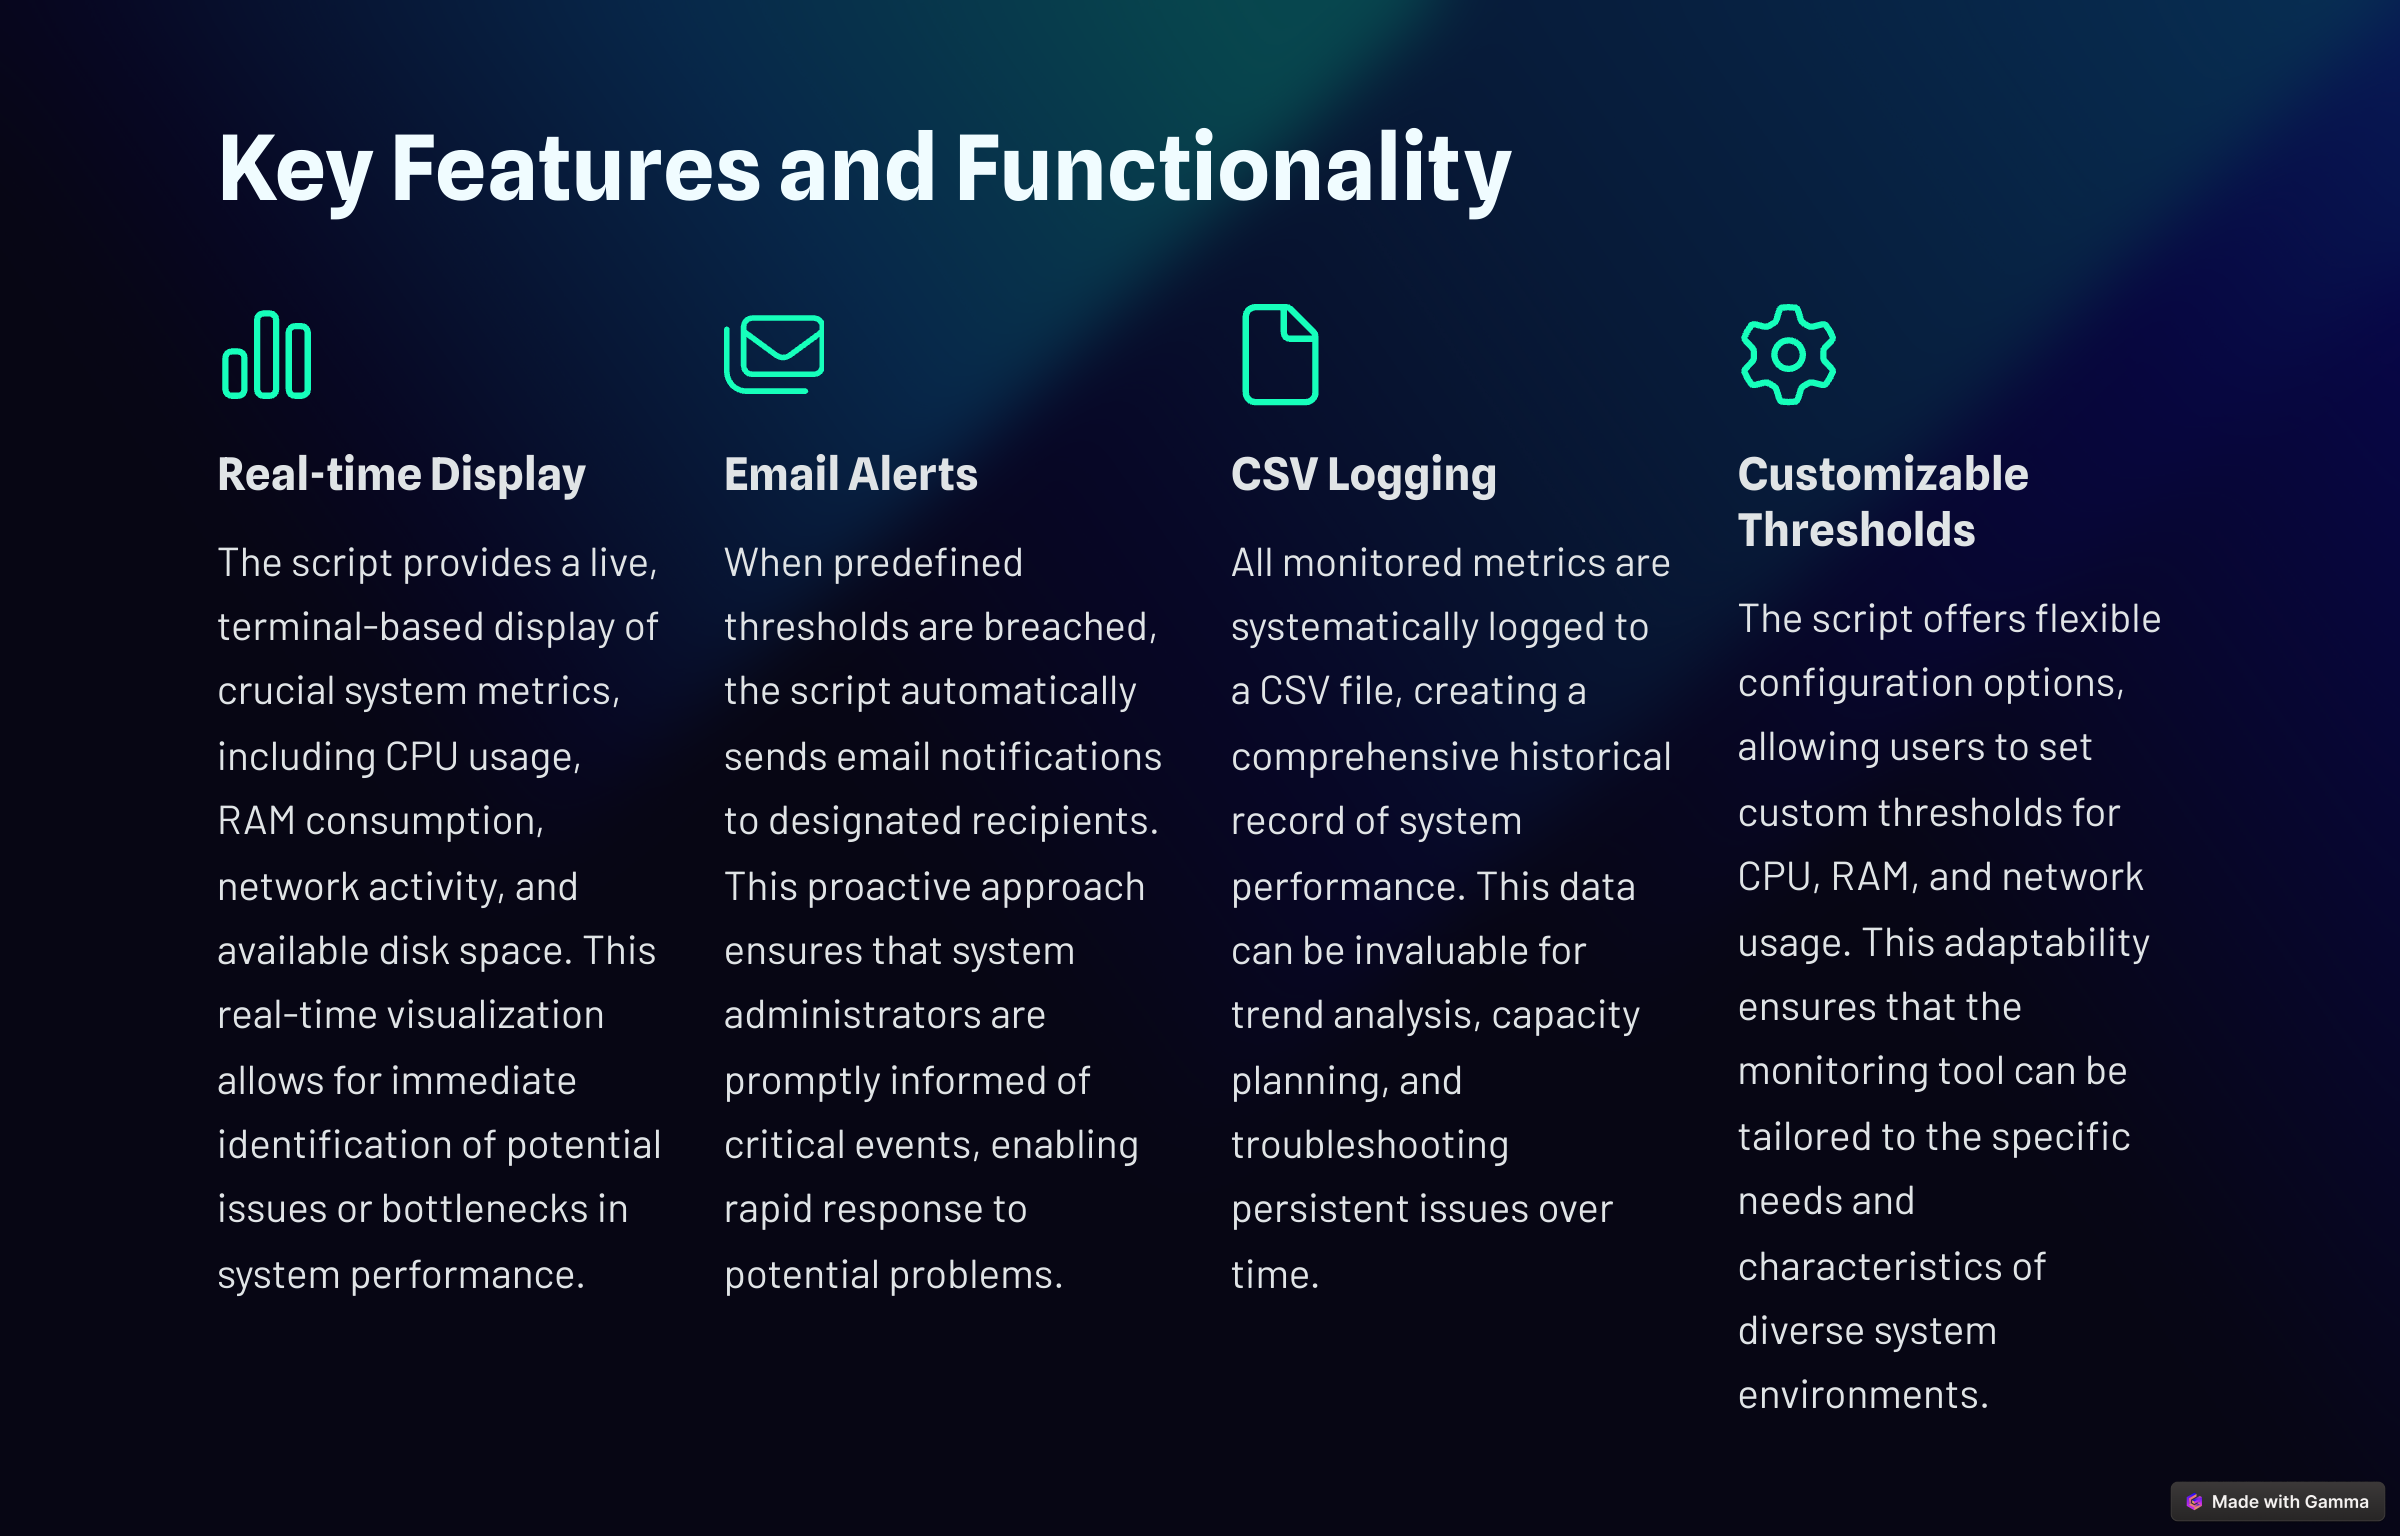 Key Features and Functionality
Real-time Display
The script provides a live,
terminal-based display of
crucial system metrics,
including CPU usage,
RAM consumption,
network activity, and
available disk space. This
real-time visualization
allows for immediate
identification of potential
issues or bottlenecks in
system performance.
Email Alerts
When predefined
thresholds are breached,
the script automatically
sends email notifications
to designated recipients.
This proactive approach
ensures that system
administrators are
promptly informed of
critical events, enabling
rapid response to
potential problems.
CSV Logging
All monitored metrics are
systematically logged to
a CSV file, creating a
comprehensive historical
record of system
performance. This data
can be invaluable for
trend analysis, capacity
planning, and
troubleshooting
persistent issues over
time.
Customizable
Thresholds
The script offers flexible
configuration options,
allowing users to set
custom thresholds for
CPU, RAM, and network
usage. This adaptability
ensures that the
monitoring tool can be
tailored to the specific
needs and
characteristics of
diverse system
environments.
Made with Gamma